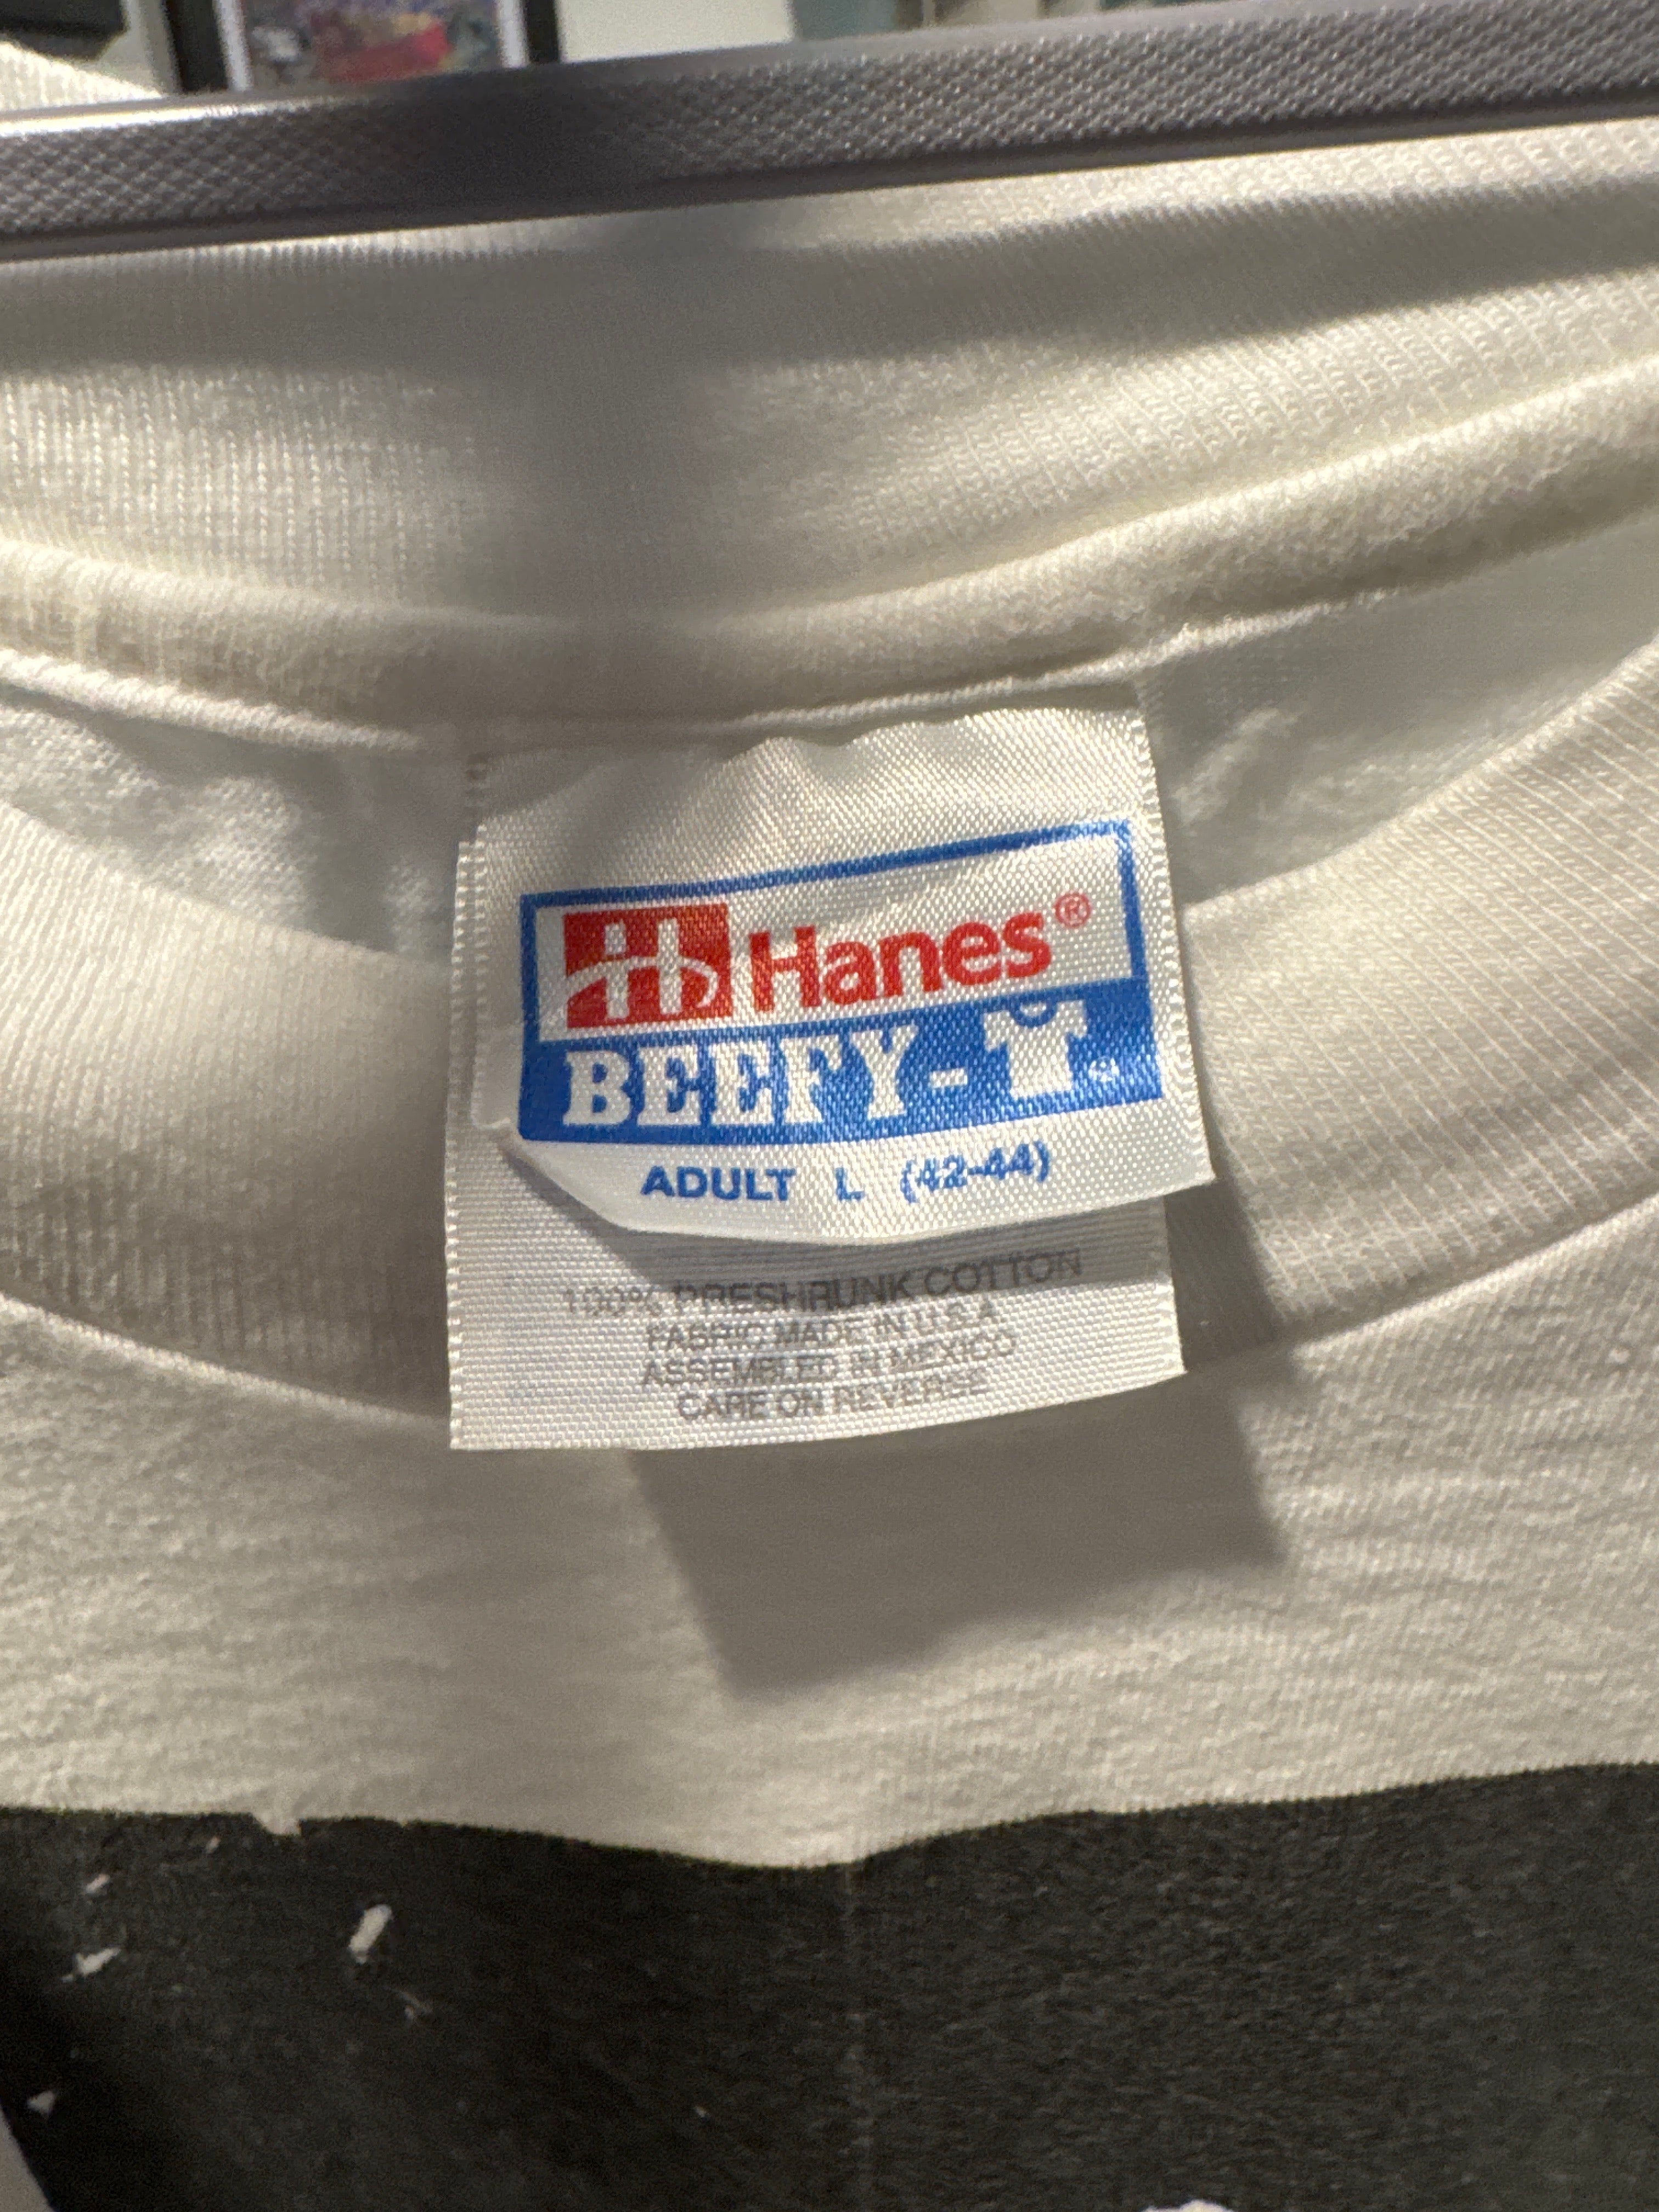 Hanes®
BEEFY-T®
ADULT L (42-44)
100% PRESHRUNK COTTON
FABRIC MADE IN U.S.A
ASSEMBLED IN MEXICO
CARE ON REVERSE